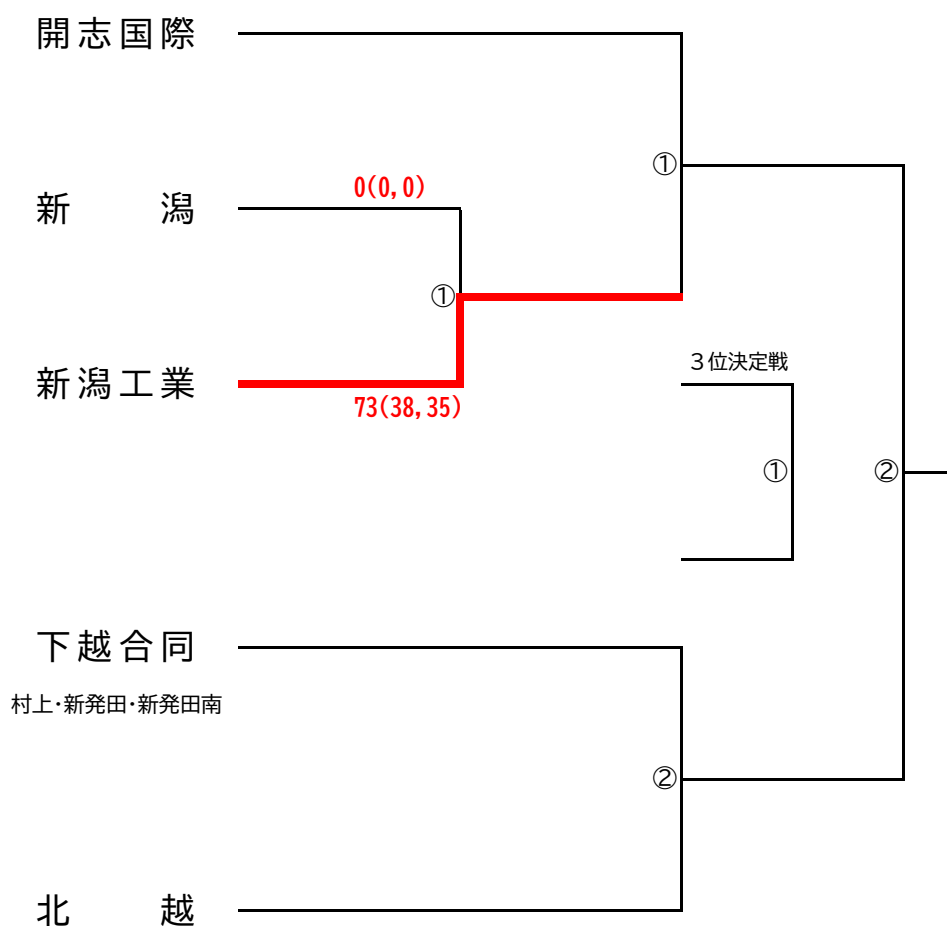 開志国際
①
0(0,0)
新　　潟
①
３位決定戦
新潟工業
73(38,35)
①
②
下越合同
村上・新発田・新発田南
②
北　　越